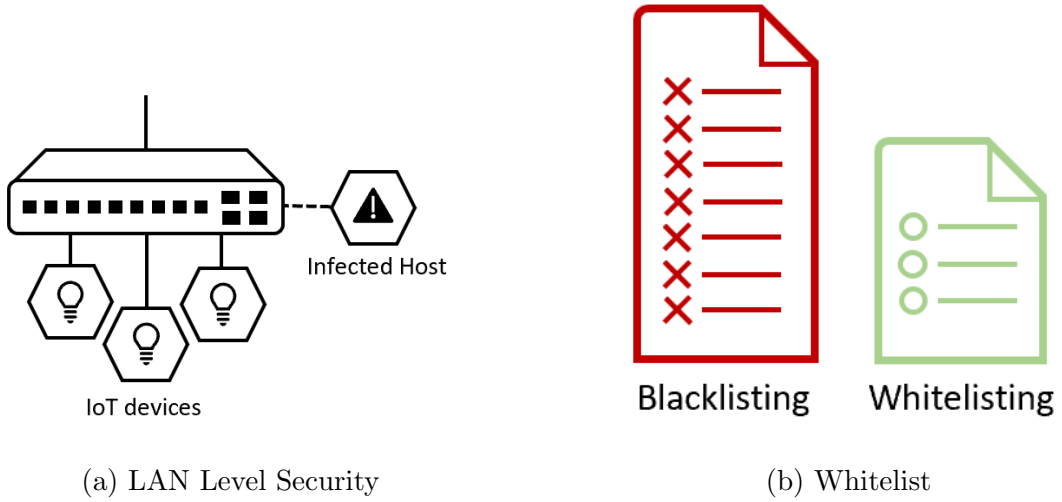 Infected Host
IoT devices
Blacklisting
Whitelisting
(a) LAN Level Security
(b) Whitelist